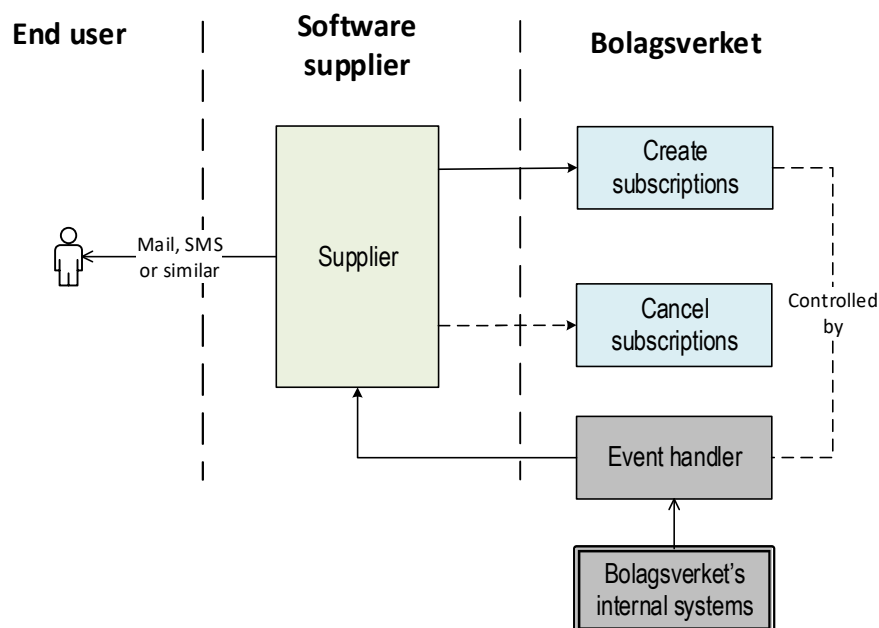 End user
Software
supplier
Bolagsverket
Create
subscriptions
Mail, SMS
or similar
Supplier
Cancel
subscriptions
Controlled
by
Event handler
Bolagsverket’s
internal systems